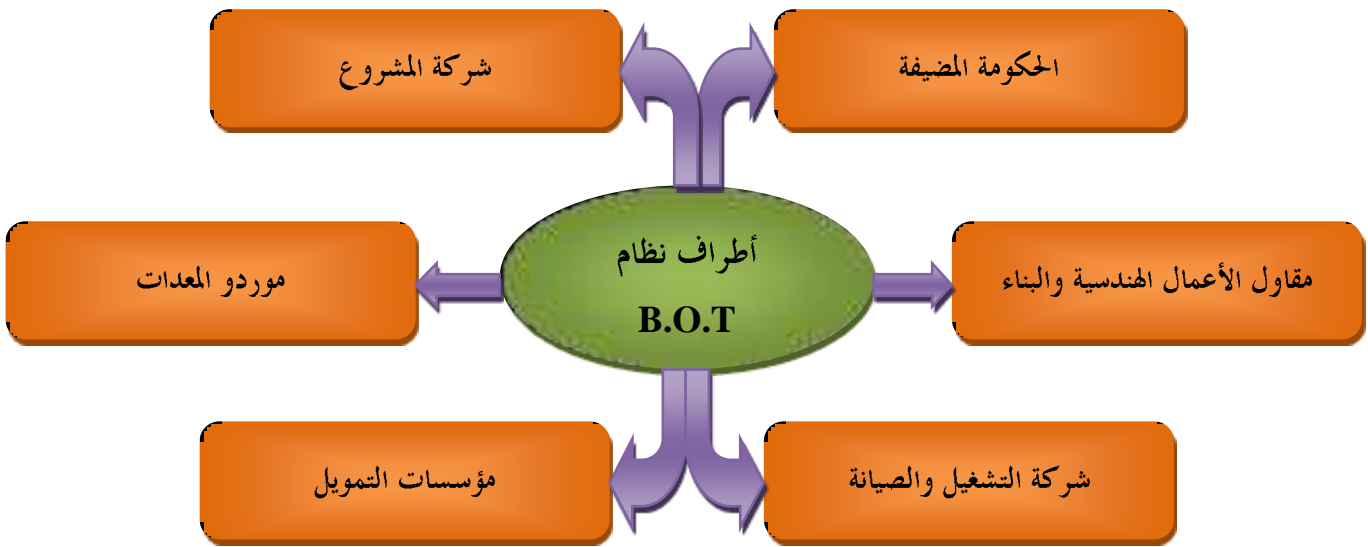 الحكومة المضيفة
شركة المشروع
أطراف نظام
B.O.T
مقاول الأعمال الهندسية والبناء
موردو المعدات
شركة التشغيل والصيانة
مؤسسات التمويل